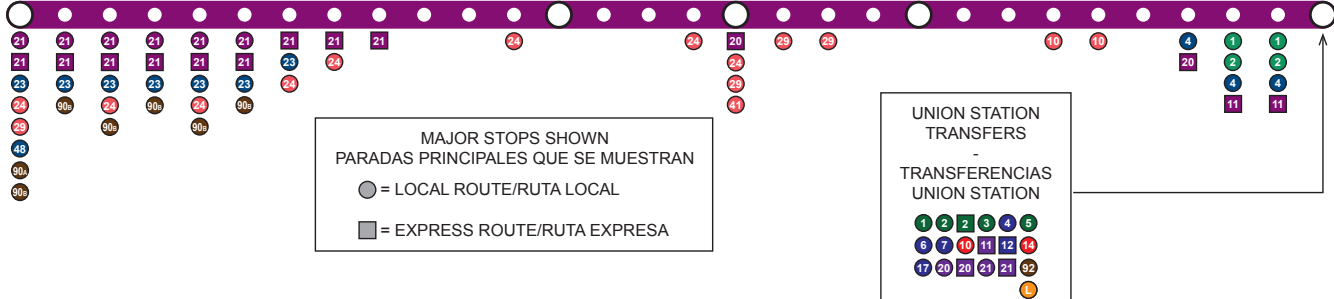 21 21 21 21 21 21 21 21 21 24 24 20 29 29 10 10 4 1 1
21 21 21 21 21 21 23 24 24 20 2 2
23 23 23 23 23 23 24 29 4 4
24 90B 24 90B 24 90B 41 11 11
29 90B 90B
48
90A
90B
MAJOR STOPS SHOWN
PARADAS PRINCIPALES QUE SE MUESTRAN
= LOCAL ROUTE/RUTA LOCAL
= EXPRESS ROUTE/RUTA EXPRESA
UNION STATION
TRANSFERS
-
TRANSFERENCIAS
UNION STATION
1 2 2 3 4 5
6 7 10 11 12 14
17 20 20 21 21 92
L